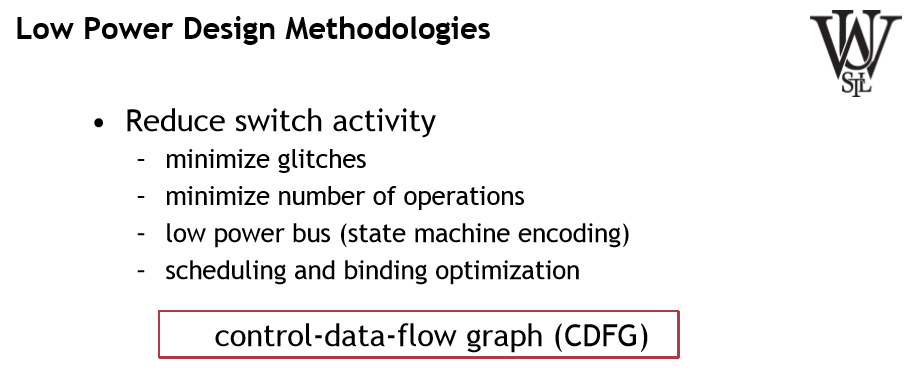 Low Power Design Methodologies
WU
STL
• Reduce switch activity
- minimize glitches
- minimize number of operations
- low power bus (state machine encoding)
- scheduling and binding optimization
control-data-flow graph (CDFG)